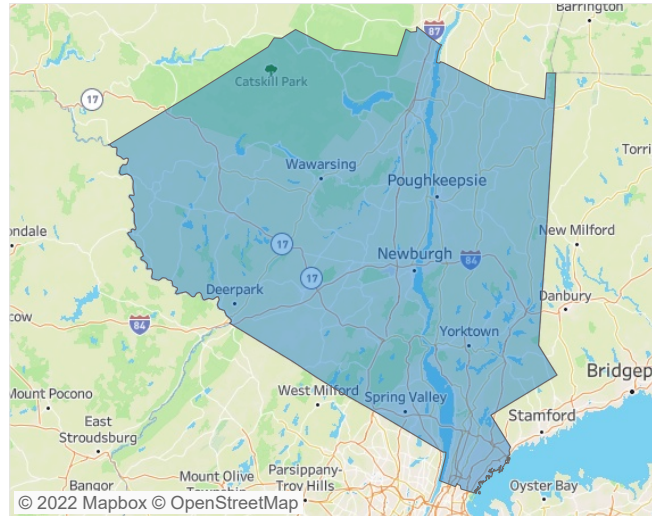 Barrington
87
Catskill Park
17
Torri
Wawarsing
Poughkeepsie
ondale
17
New Milford
Newburgh
84
17
Deerpark
Danbury
cow
84
Yorktown
Bridgep
Mount Pocono
West Milford
Spring Valley
Stamford
East
Stroudsburg
Mount Olive
Parsippany-
Troy Hills
Bangor
Oyster Bay
© 2022 Mapbox © OpenStreetMap